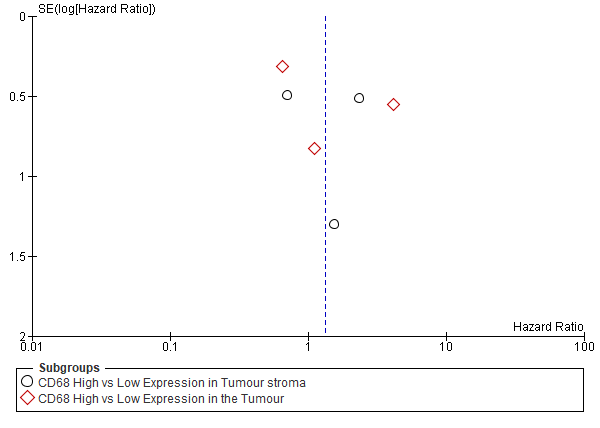 SE(log[Hazard Ratio])
0
0.5
1
1.5
2
Hazard Ratio
0.01 0.1 1 10 100
Subgroups
CD68 High vs Low Expression in Tumour stroma
CD68 High vs Low Expression in the Tumour